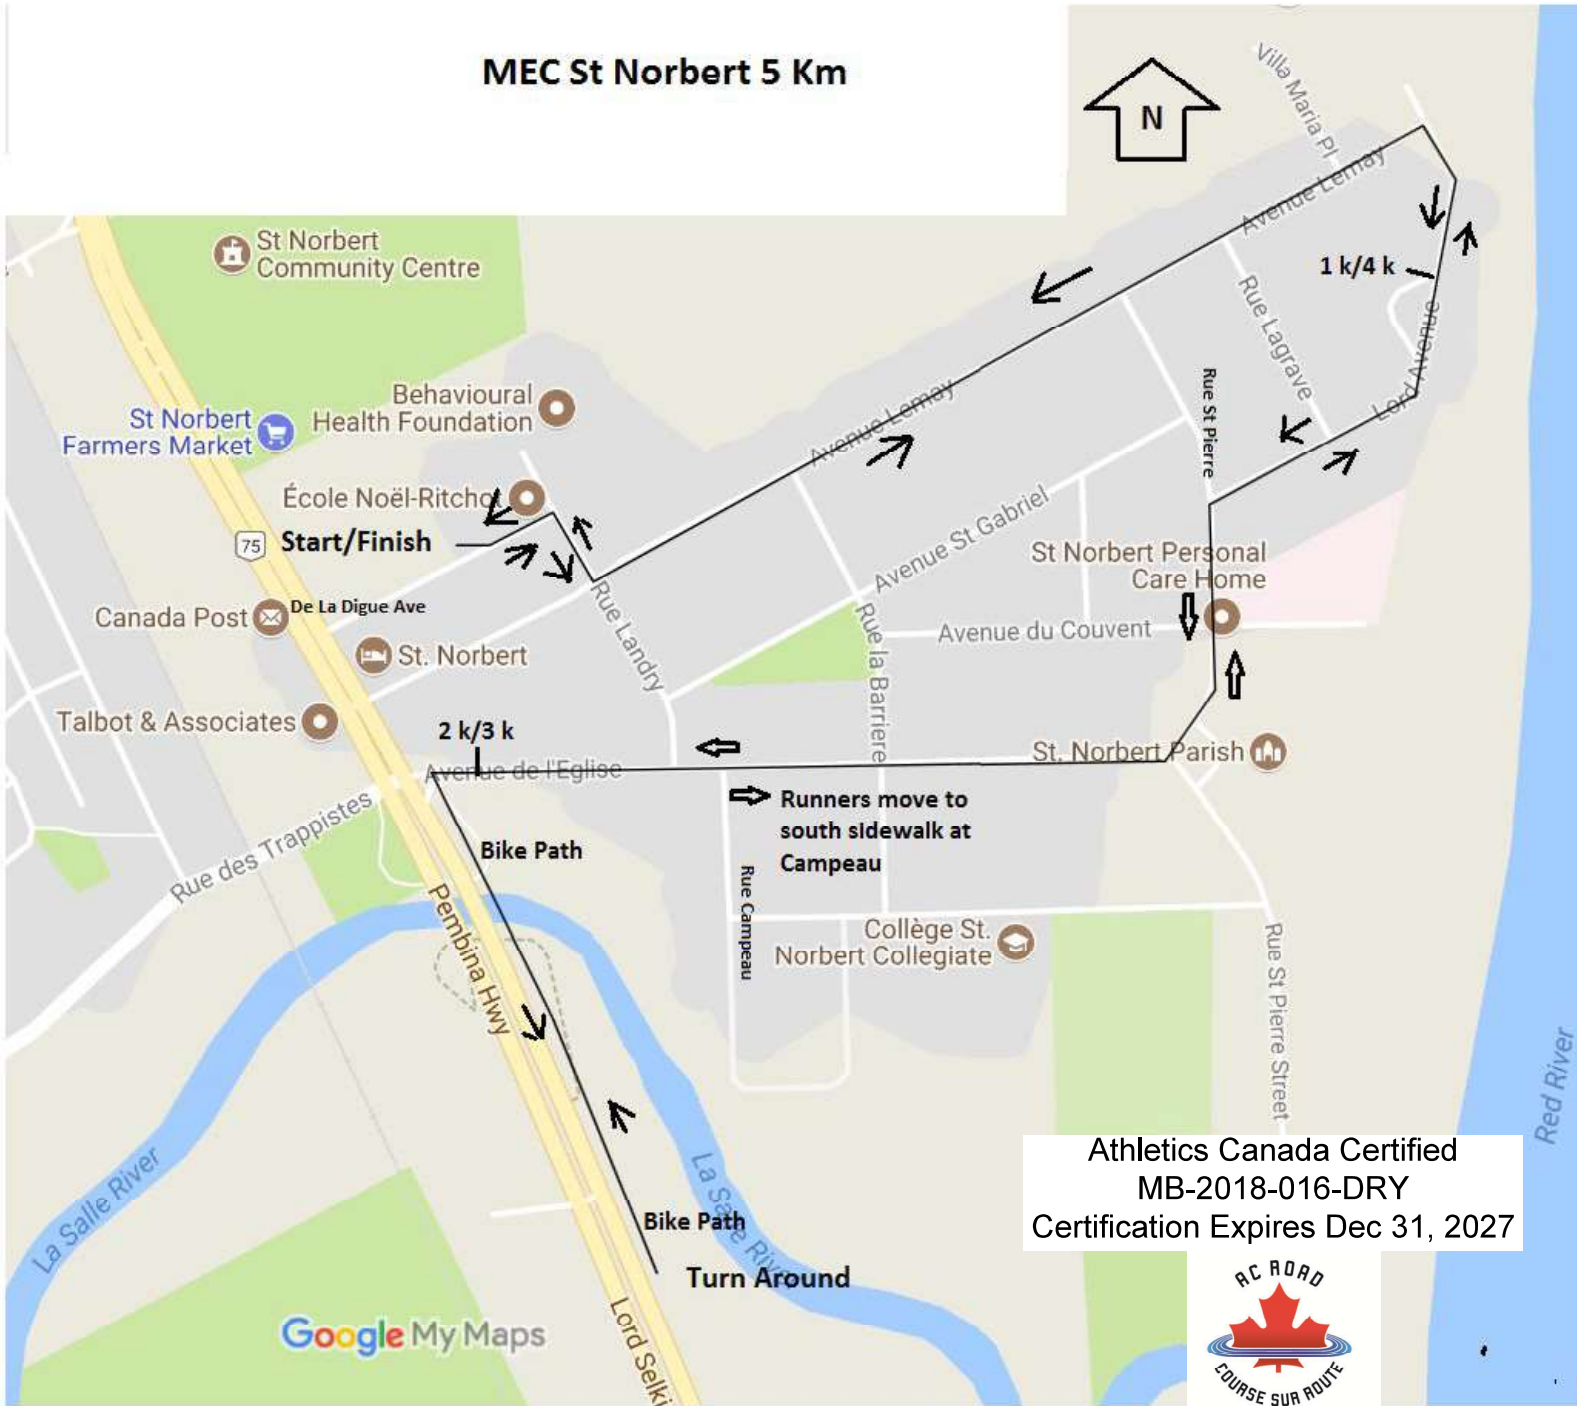 MEC St Norbert 5 Km
N
Villa Maria Pl
Avenue Lemay
St Norbert
Community Centre
1 k/4 k
Rue Lagrave
Lord Avenue
Rue St Pierre
Behavioural
Health Foundation
St Norbert
Farmers Market
Avenue Lemay
École Noël-Ritcho
75
Start/Finish
Avenue St Gabriel
St Norbert Personal
Care Home
Canada Post
De La Digue Ave
Rue Landry
Rue la Barriere
Avenue du Couvent
St. Norbert
Talbot & Associates
2 k/3 k
Avenue de l'Eglise
St. Norbert Parish
Runners move to
south sidewalk at
Campeau
Rue des Trappistes
Bike Path
Rue Campeau
Pembina Hwy
Collège St.
Norbert Collegiate
Rue St Pierre Street
Red River
La Salle River
La Salle River
Bike Path
Turn Around
Lord Selki
Google My Maps
Athletics Canada Certified
MB-2018-016-DRY
Certification Expires Dec 31, 2027
AC ROAD
COURSE SUR ROUTE